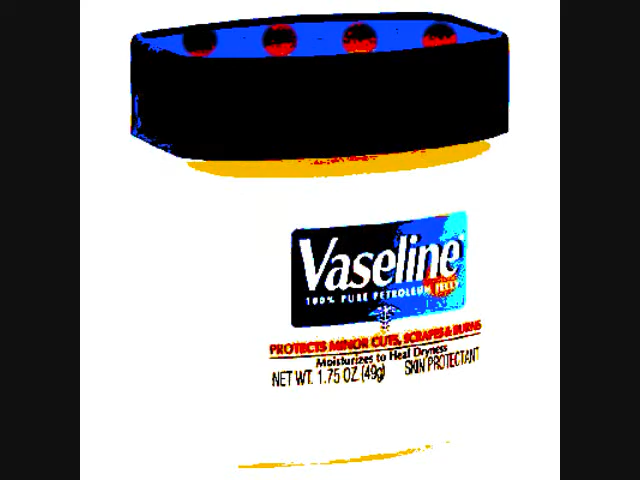 Vaseline
100% PURE PETROLEUM JELLY
PROTECTS MINOR CUTS, SCRAPES & BURNS
Moisturizes to Heal Dryness
NET WT. 1.75 OZ (49g) SKIN PROTECTANT